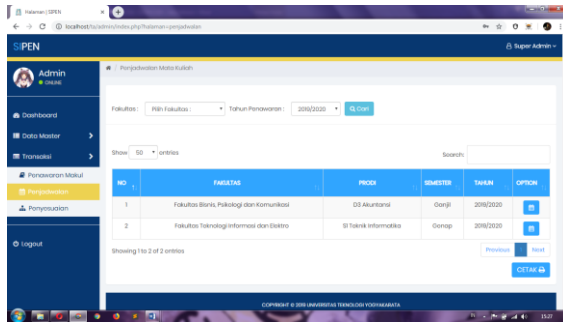 Halaman | SIPEN
localhost/ta/admin/index.php?halaman=penjadwalan
SIPEN
Super Admin
Admin
ONLINE
/ Penjadwalan Mata Kuliah
Dashboard
Data Master
Transaksi
Penawaran Makul
Penjadwalan
Penyesuaian
Logout
Fakultas : Pilih Fakultas : Tahun Penawaran : 2019/2020 Cari
Show 50 entries
Search:
NO FAKULTAS PRODI SEMESTER TAHUN OPTION
1 Fakultas Bisnis, Psikologi dan Komunikasi D3 Akuntansi Ganjil 2019/2020
2 Fakultas Teknologi Informasi dan Elektro S1 Teknik Informatika Genap 2019/2020
Showing 1 to 2 of 2 entries
Previous 1 Next
CETAK
COPYRIGHT © 2019 UNIVERSITAS TEKNOLOGI YOGYAKARTA
15:27